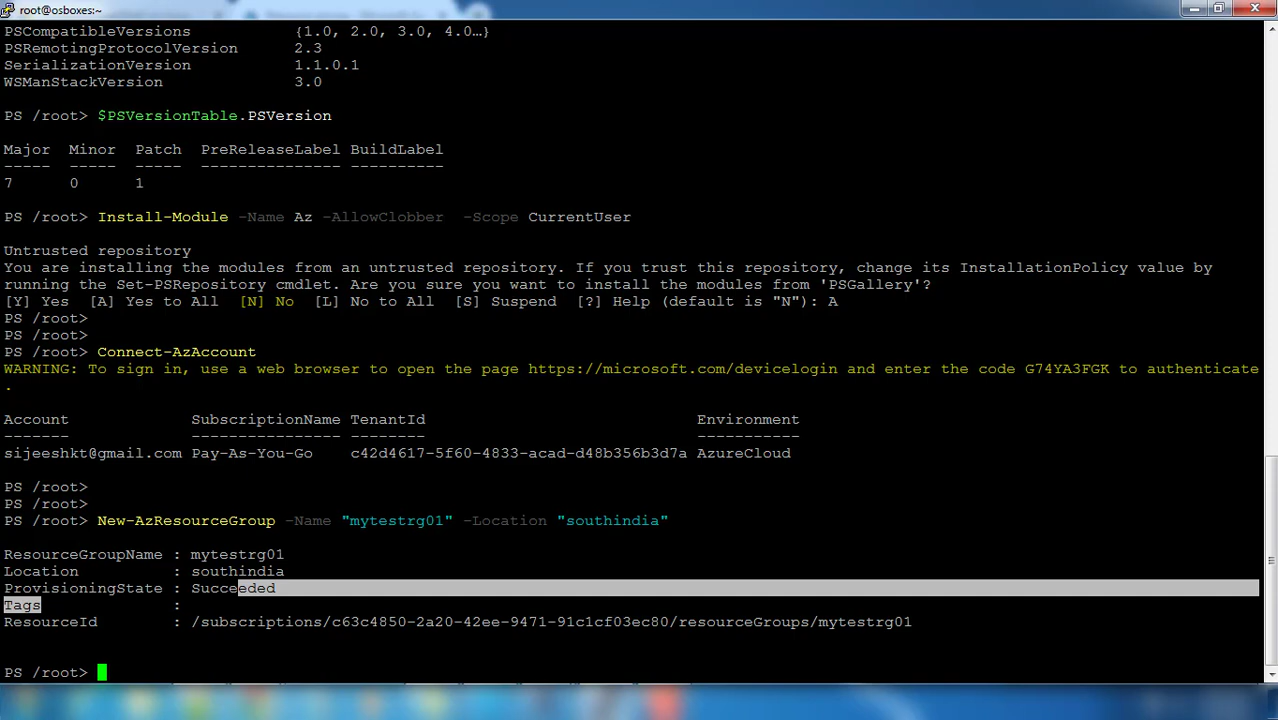 root@osboxes:~
PSCompatibleVersions {1.0, 2.0, 3.0, 4.0…}
PSRemotingProtocolVersion 2.3
SerializationVersion 1.1.0.1
WSManStackVersion 3.0
PS /root> $PSVersionTable.PSVersion
Major Minor Patch PreReleaseLabel BuildLabel
----- ----- ----- --------------- ----------
7 0 1
PS /root> Install-Module -Name Az -AllowClobber -Scope CurrentUser
Untrusted repository
You are installing the modules from an untrusted repository. If you trust this repository, change its InstallationPolicy value by
running the Set-PSRepository cmdlet. Are you sure you want to install the modules from 'PSGallery'?
[Y] Yes [A] Yes to All [N] No [L] No to All [S] Suspend [?] Help (default is "N"): A
PS /root>
PS /root>
PS /root> Connect-AzAccount
WARNING: To sign in, use a web browser to open the page https://microsoft.com/devicelogin and enter the code G74YA3FGK to authenticate
.
Account SubscriptionName TenantId Environment
------- ---------------- -------- -----------
sijeeshkt@gmail.com Pay-As-You-Go c42d4617-5f60-4833-acad-d48b356b3d7a AzureCloud
PS /root>
PS /root>
PS /root> New-AzResourceGroup -Name "mytestrg01" -Location "southindia"
ResourceGroupName : mytestrg01
Location : southindia
ProvisioningState : Succeeded
Tags :
ResourceId : /subscriptions/c63c4850-2a20-42ee-9471-91c1cf03ec80/resourceGroups/mytestrg01
PS /root>